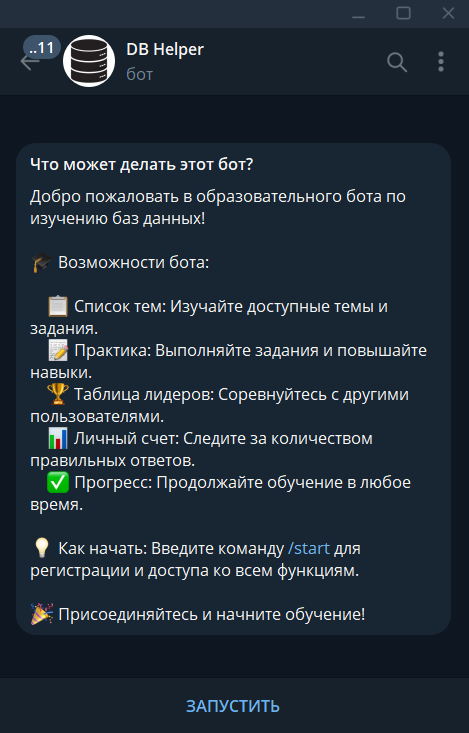 ..11
DB Helper
бот
Что может делать этот бот?
Добро пожаловать в образовательного бота по
изучению баз данных!
🎓 Возможности бота:
📋 Список тем: Изучайте доступные темы и
задания.
📝 Практика: Выполняйте задания и повышайте
навыки.
🏆 Таблица лидеров: Соревнуйтесь с другими
пользователями.
📊 Личный счет: Следите за количеством
правильных ответов.
✅ Прогресс: Продолжайте обучение в любое
время.
💡 Как начать: Введите команду /start для
регистрации и доступа ко всем функциям.
🎉 Присоединяйтесь и начните обучение!
ЗАПУСТИТЬ